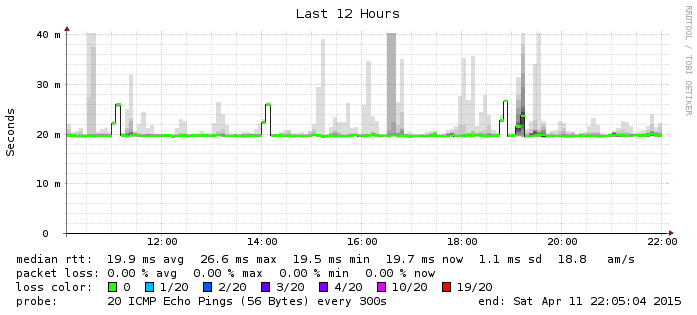 Last 12 Hours
RRDTOOL / TOBI OETIKER
Seconds
40 m
30 m
20 m
10 m
0
12:00 14:00 16:00 18:00 20:00 22:00
median rtt: 19.9 ms avg 26.6 ms max 19.5 ms min 19.7 ms now 1.1 ms sd 18.8 am/s
packet loss: 0.00 % avg 0.00 % max 0.00 % min 0.00 % now
loss color: 0 1/20 2/20 3/20 4/20 10/20 19/20
probe: 20 ICMP Echo Pings (56 Bytes) every 300s end: Sat Apr 11 22:05:04 2015